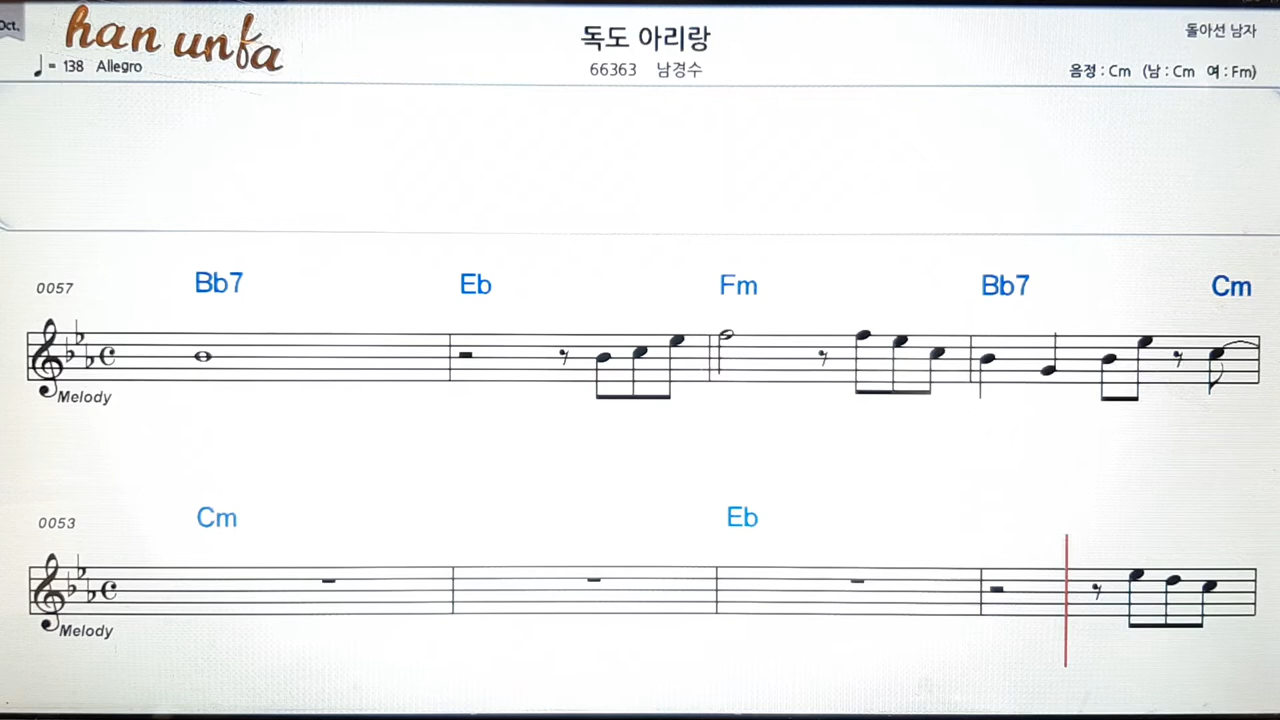 Oct.
han unfa
= 138 Allegro
독도 아리랑
66363 남경수
돌아선 남자
음정 : Cm (남 : Cm 여 : Fm)
0057 Bb7 Eb Fm Bb7 Cm
Melody
0053 Cm Eb
Melody